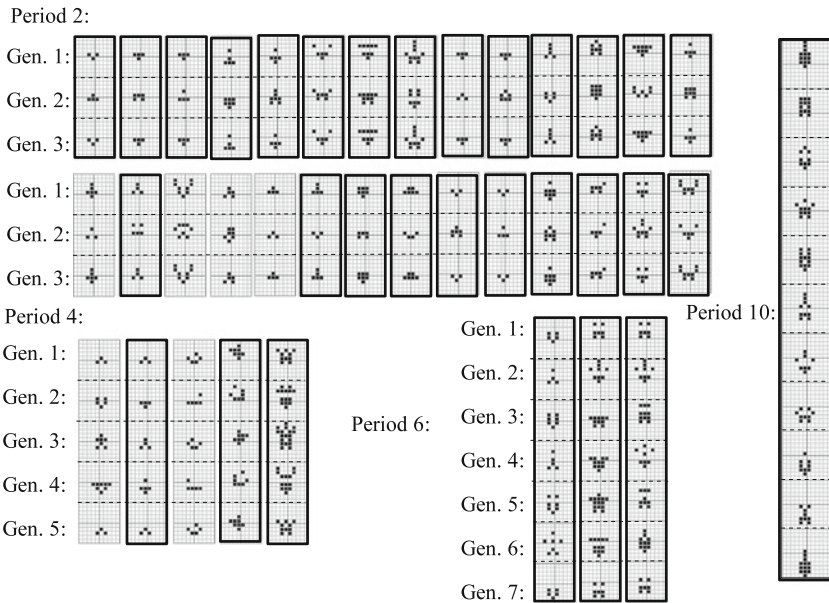 Period 2:
Gen. 1:
Gen. 2:
Gen. 3:
Gen. 1:
Gen. 2:
Gen. 3:
Period 4:
Gen. 1:
Gen. 2:
Gen. 3:
Gen. 4:
Gen. 5:
Period 6:
Gen. 1:
Gen. 2:
Gen. 3:
Gen. 4:
Gen. 5:
Gen. 6:
Gen. 7:
Period 10: